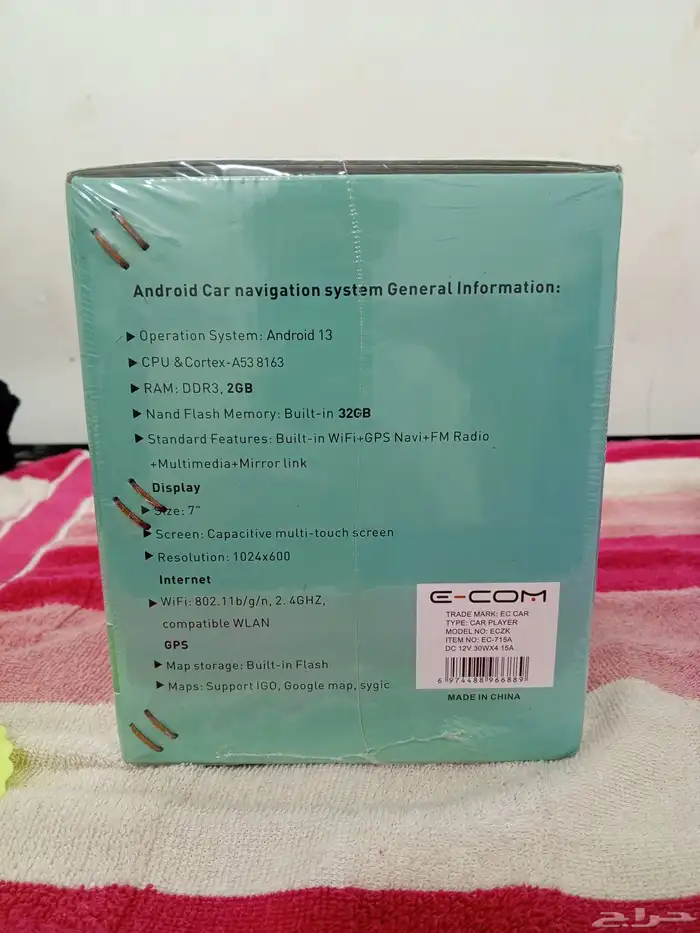 Android Car navigation system General Information:
▶ Operation System: Android 13
▶ CPU & Cortex-A53 8163
▶ RAM: DDR3, 2GB
▶ Nand Flash Memory: Built-in 32GB
▶ Standard Features: Built-in WiFi+GPS Navi+FM Radio
+Multimedia+Mirror link
Display
▶ Size: 7"
▶ Screen: Capacitive multi-touch screen
▶ Resolution: 1024x600
Internet
▶ WiFi: 802.11b/g/n, 2.4GHZ,
compatible WLAN
GPS
▶ Map storage: Built-in Flash
▶ Maps: Support IGO, Google map, sygic
E-COM
TRADE MARK: EC CAR
TYPE: CAR PLAYER
MODEL NO: ECZK
ITEM NO: EC-715A
DC 12V 30WX4 15A
6 974488 966889
MADE IN CHINA
حراج